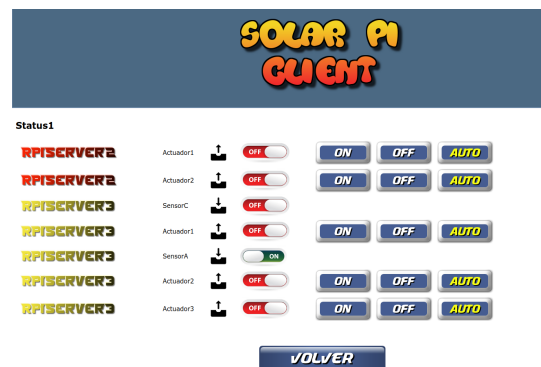 SOLAR PI
CLIENT
Status1
RPISERVER2 Actuador1 OFF ON OFF AUTO
RPISERVER2 Actuador2 OFF ON OFF AUTO
RPISERVER3 SensorC OFF
RPISERVER3 Actuador1 OFF ON OFF AUTO
RPISERVER3 SensorA ON
RPISERVER3 Actuador2 OFF ON OFF AUTO
RPISERVER3 Actuador3 OFF ON OFF AUTO
VOLVER